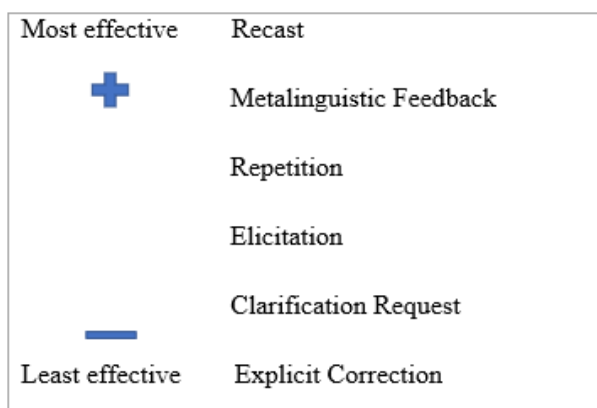 Most effective Recast
Metalinguistic Feedback
Repetition
Elicitation
Clarification Request
Least effective Explicit Correction